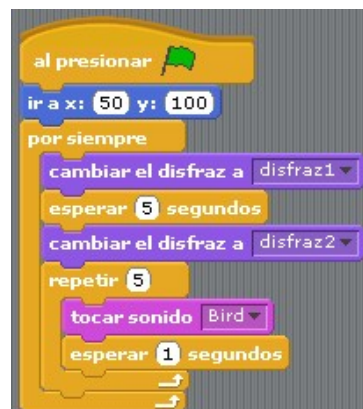 al presionar
ir a x: 50 y: 100
por siempre
cambiar el disfraz a disfraz1
esperar 5 segundos
cambiar el disfraz a disfraz2
repetir 5
tocar sonido Bird
esperar 1 segundos